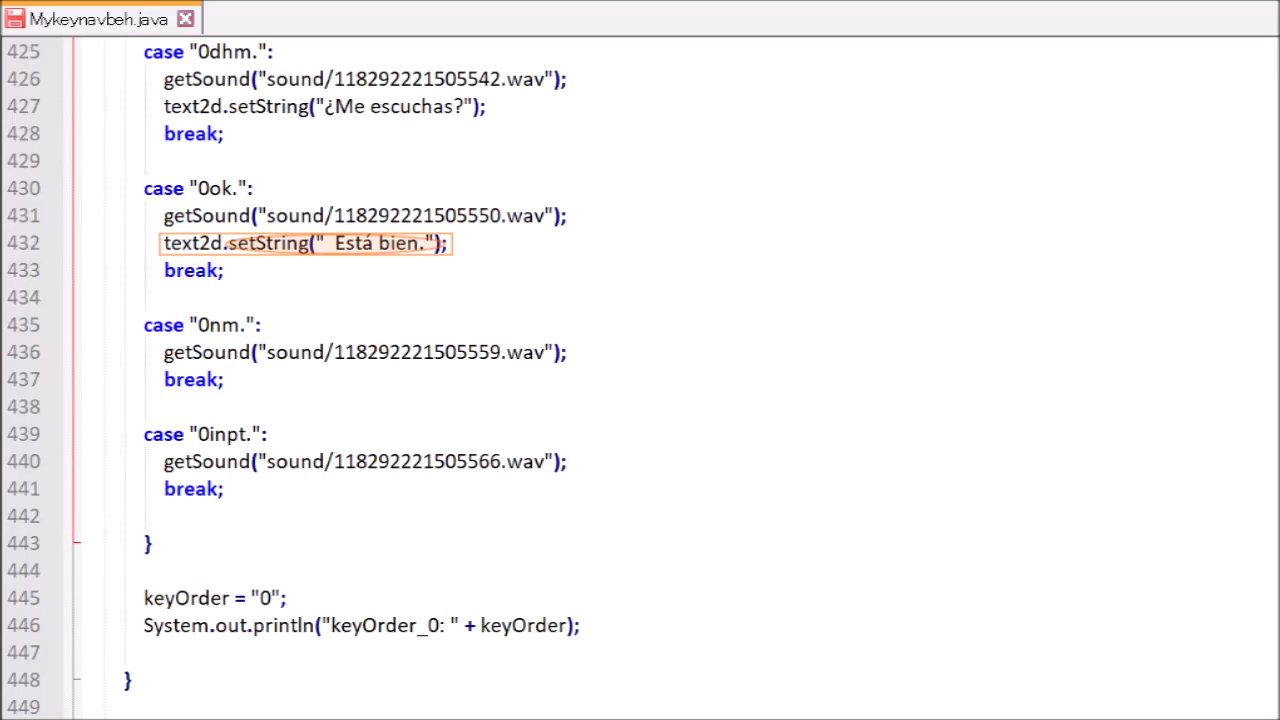 Mykeynavbeh.java
425 case "0dhm.":
426 getSound("sound/118292221505542.wav");
427 text2d.setString("¿Me escuchas?");
428 break;
429
430 case "0ok.":
431 getSound("sound/118292221505550.wav");
432 text2d.setString("  Está bien.");
433 break;
434
435 case "0nm.":
436 getSound("sound/118292221505559.wav");
437 break;
438
439 case "0inpt.":
440 getSound("sound/118292221505566.wav");
441 break;
442
443 }
444
445 keyOrder = "0";
446 System.out.println("keyOrder_0: " + keyOrder);
447
448 }
449